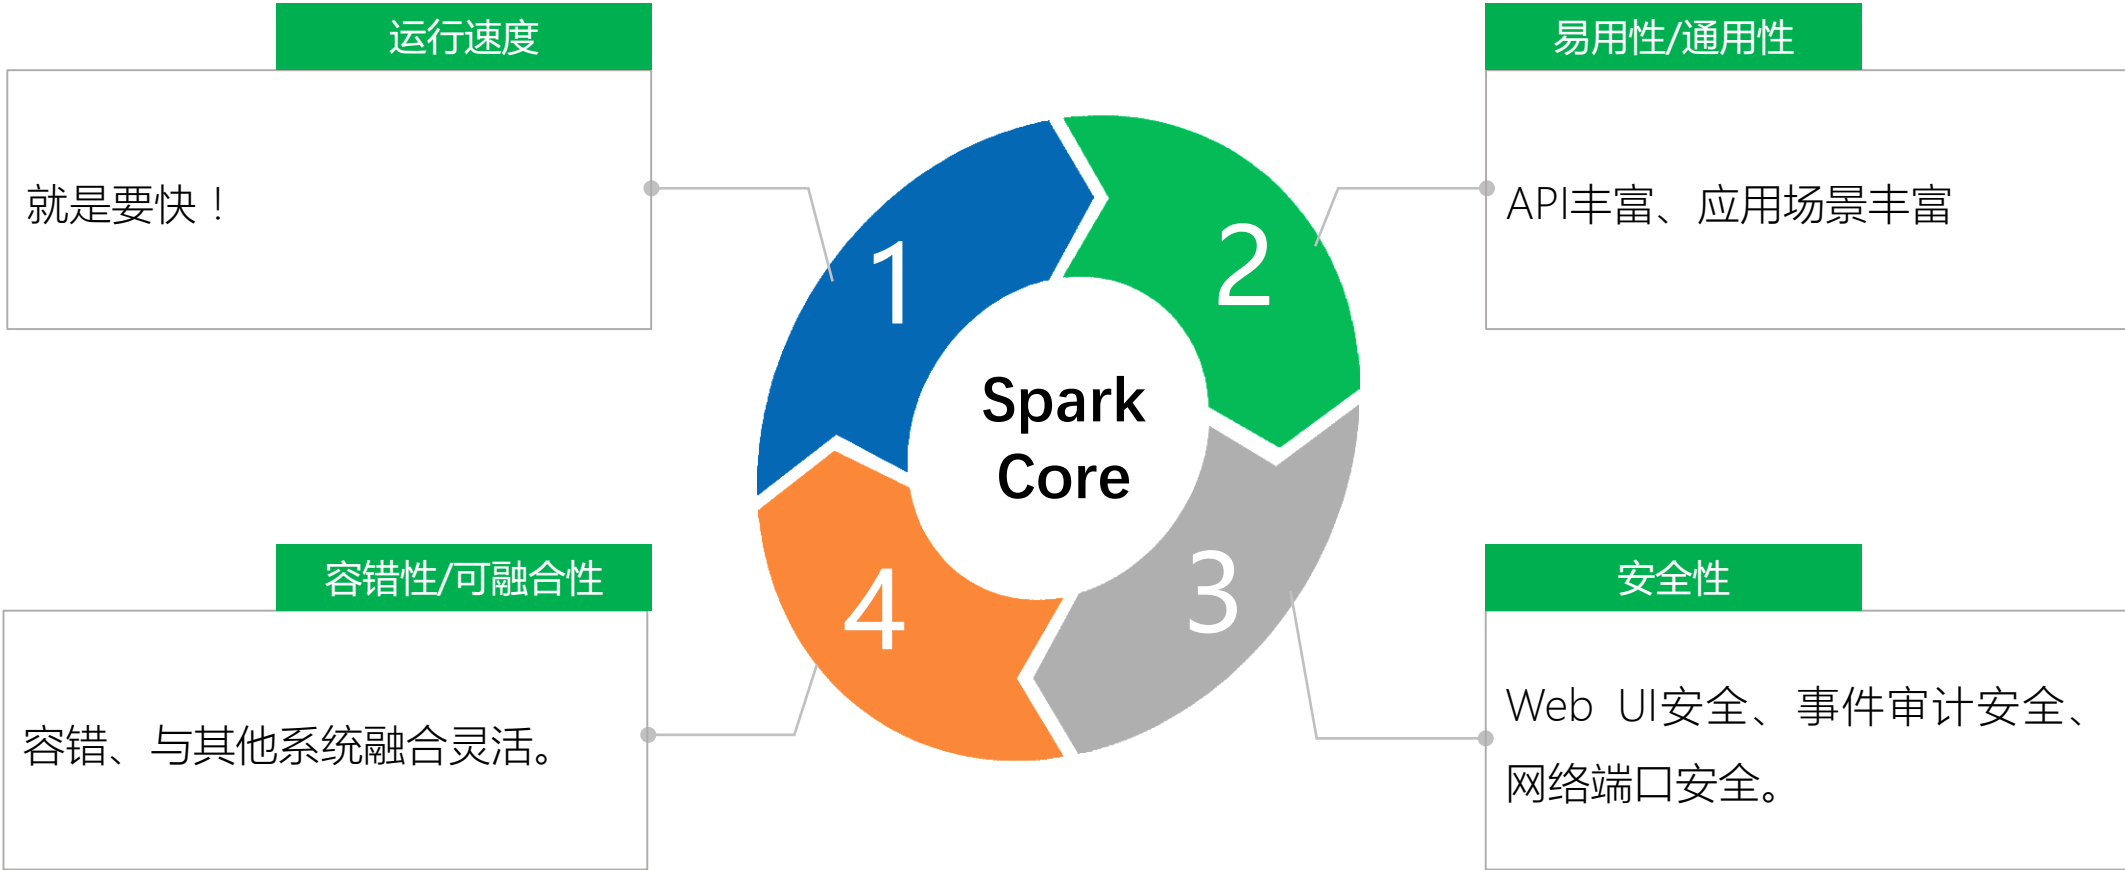 运行速度
就是要快！
易用性/通用性
API丰富、应用场景丰富
1
2
Spark
Core
3
4
容错性/可融合性
容错、与其他系统融合灵活。
安全性
Web UI安全、事件审计安全、
网络端口安全。